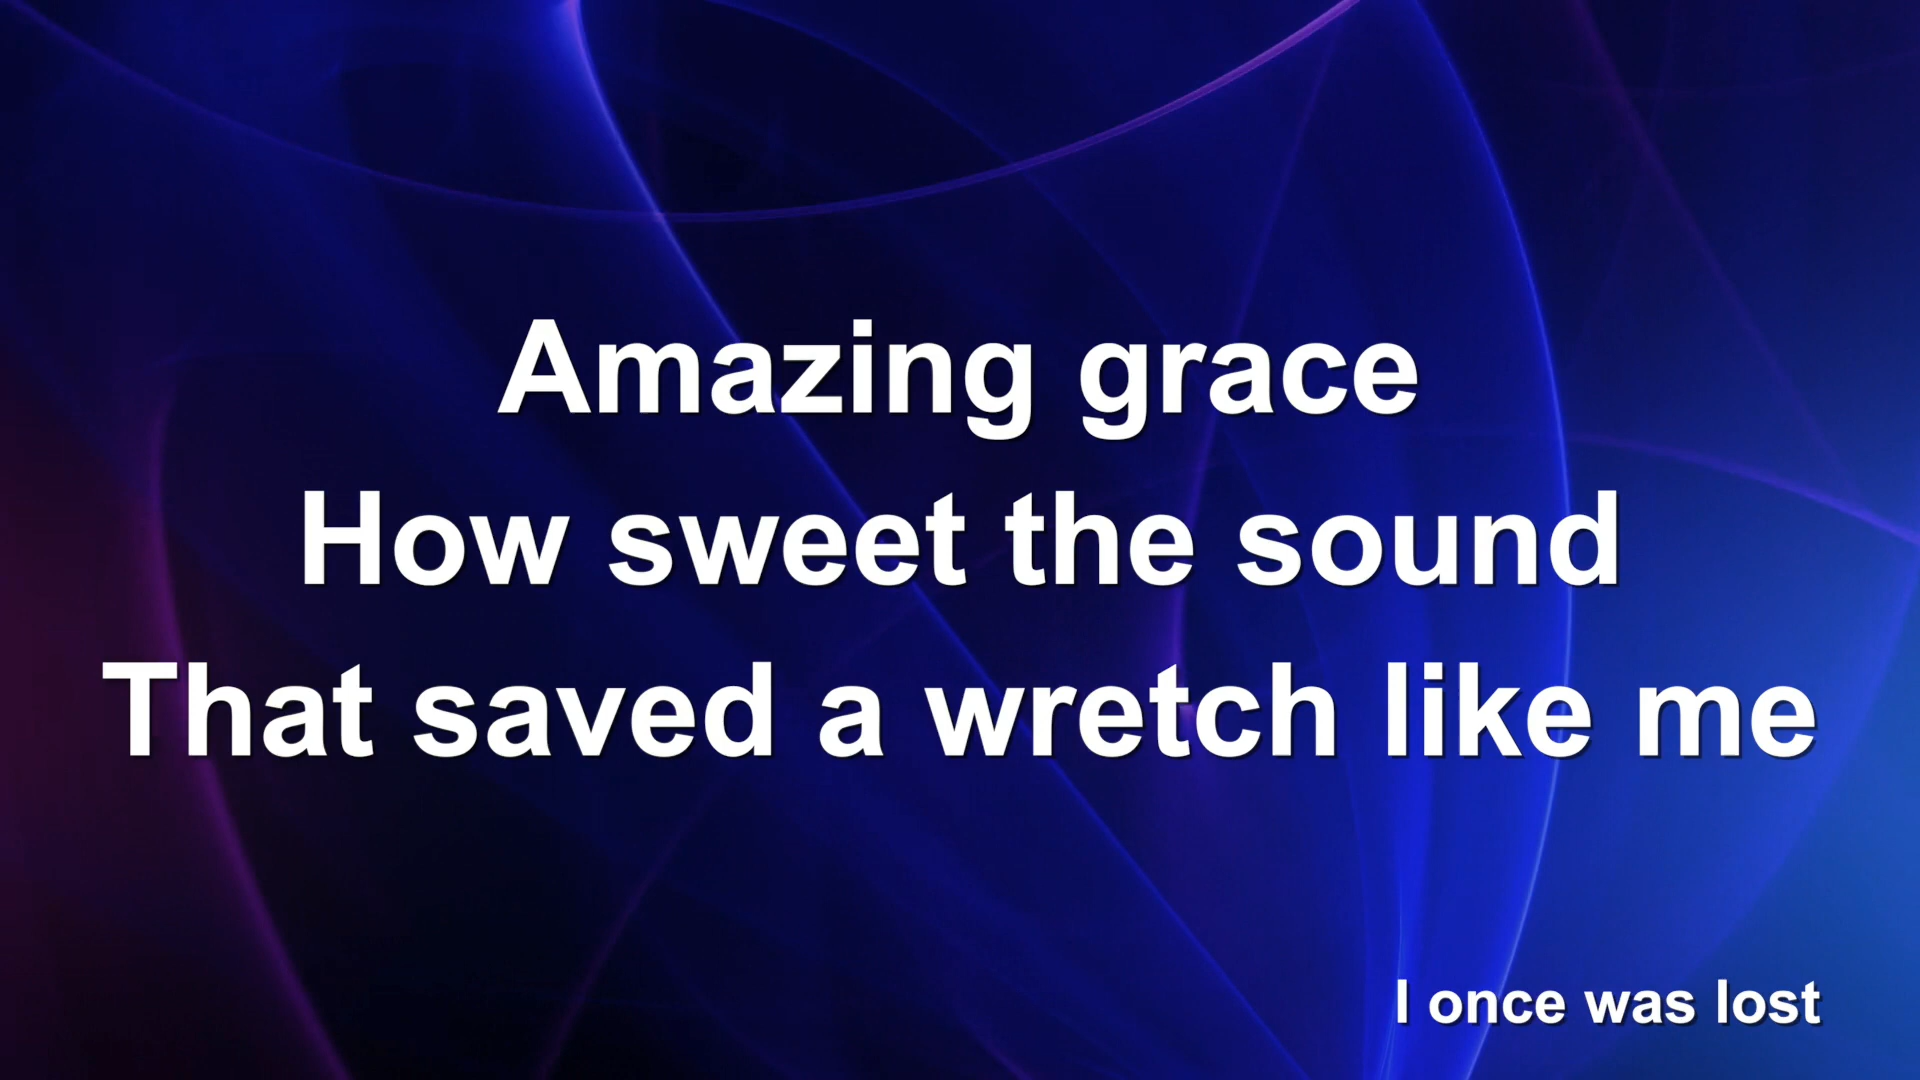 Amazing grace
How sweet the sound
That saved a wretch like me
I once was lost